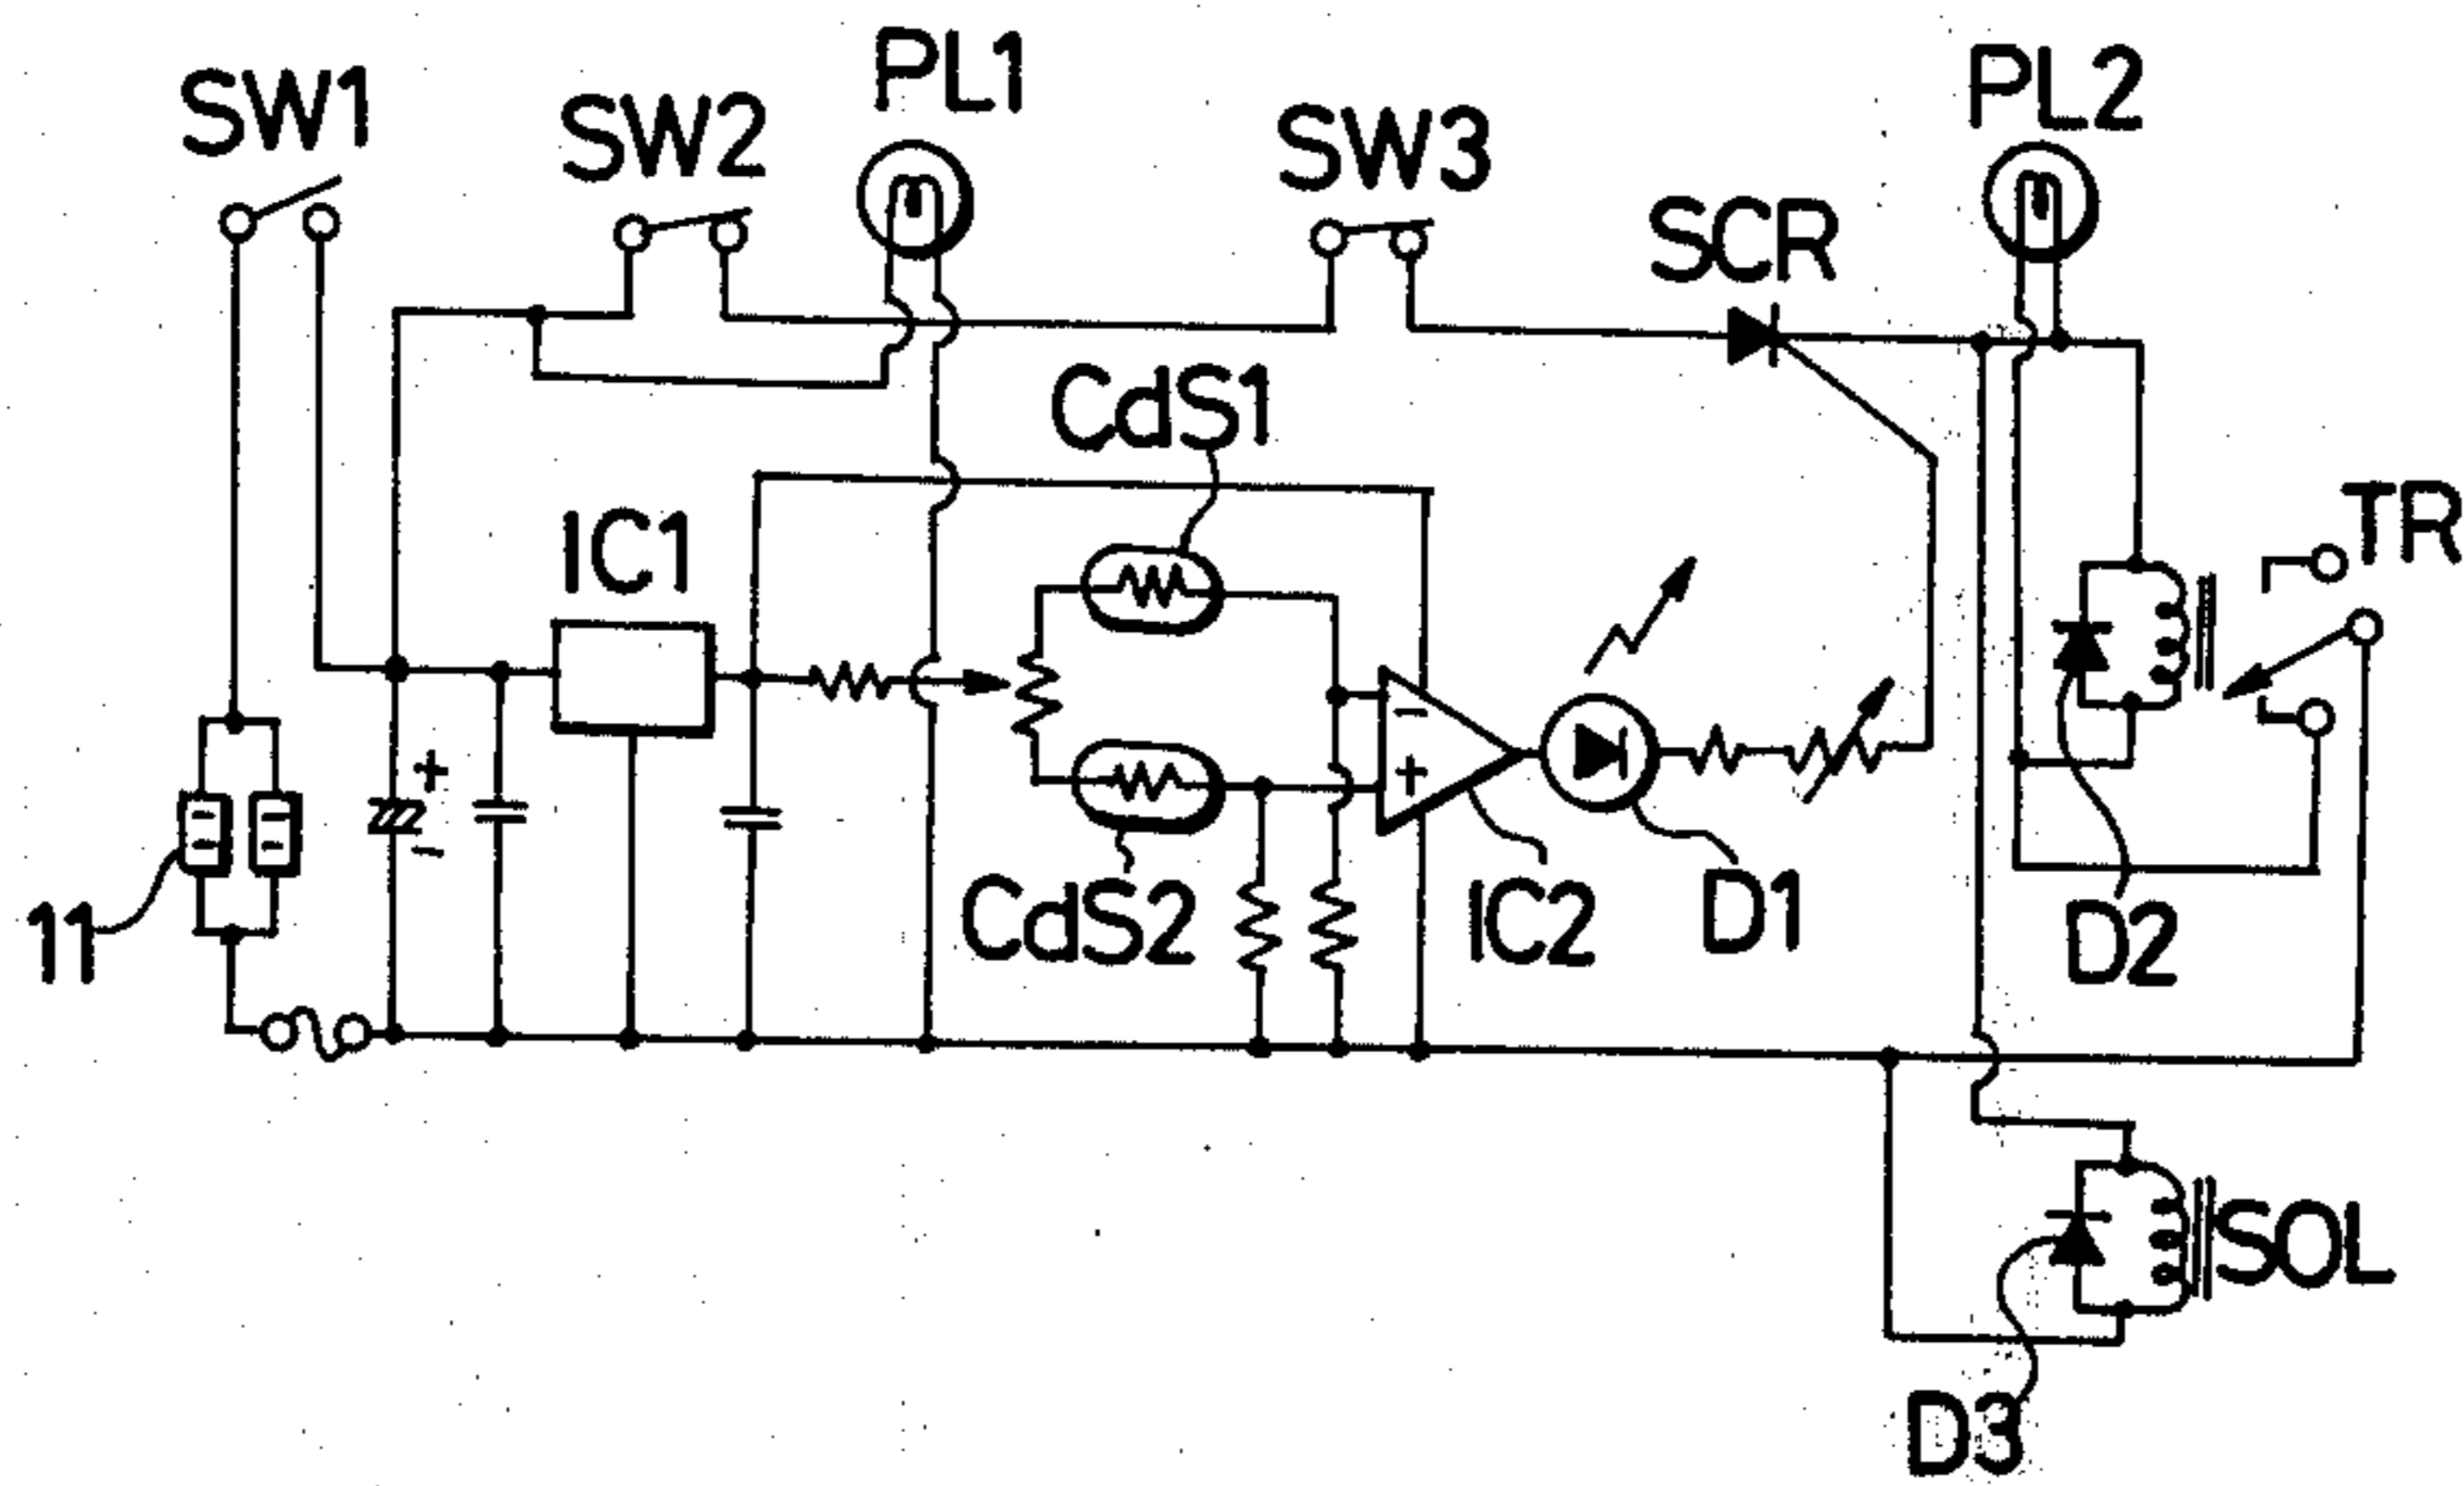 PL1
PL2
SW1
SW2
SW3
SCR
CdS1
TR
IC1
−
+
+
−
CdS2
IC2
D1
11
D2
SOL
D3